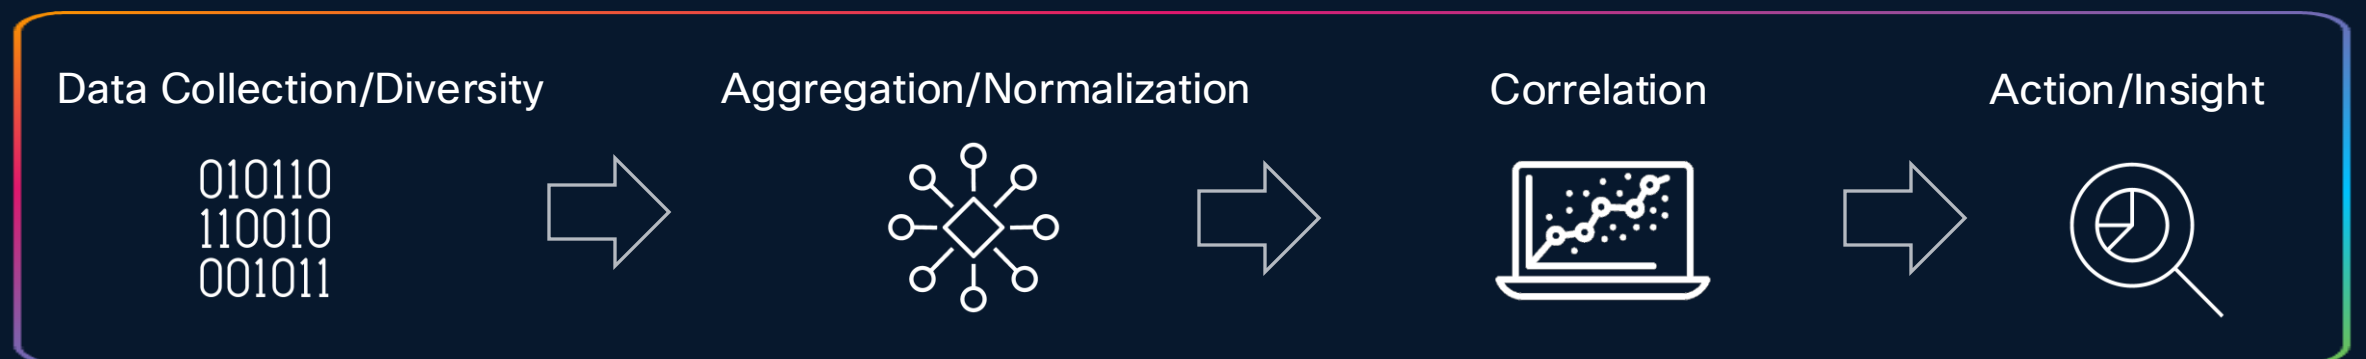 Data Collection/Diversity
Aggregation/Normalization
Correlation
Action/Insight
010110
110010
001011